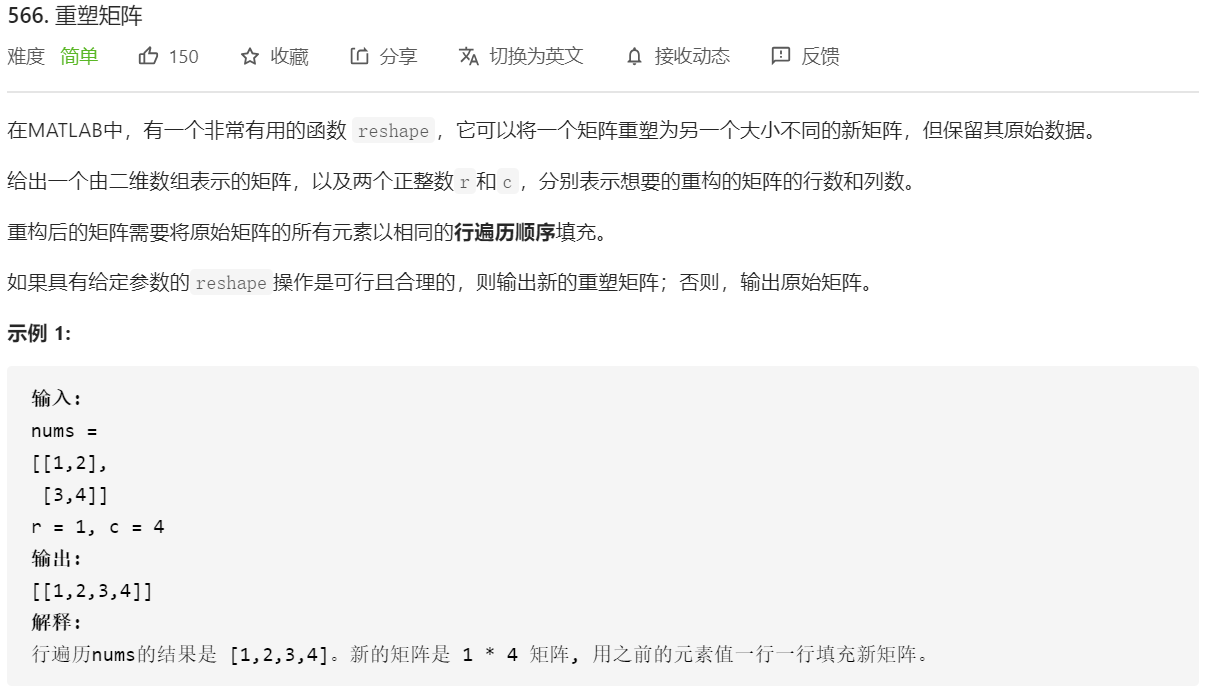 566. 重塑矩阵
难度 简单 150 收藏 分享 切换为英文 接收动态 反馈
在MATLAB中，有一个非常有用的函数 reshape ，它可以将一个矩阵重塑为另一个大小不同的新矩阵，但保留其原始数据。
给出一个由二维数组表示的矩阵，以及两个正整数 r 和 c ，分别表示想要的重构的矩阵的行数和列数。
重构后的矩阵需要将原始矩阵的所有元素以相同的行遍历顺序填充。
如果具有给定参数的 reshape 操作是可行且合理的，则输出新的重塑矩阵；否则，输出原始矩阵。
示例 1:
输入:
nums =
[[1,2],
 [3,4]]
r = 1, c = 4
输出:
[[1,2,3,4]]
解释:
行遍历nums的结果是 [1,2,3,4]。新的矩阵是 1 * 4 矩阵, 用之前的元素值一行一行填充新矩阵。